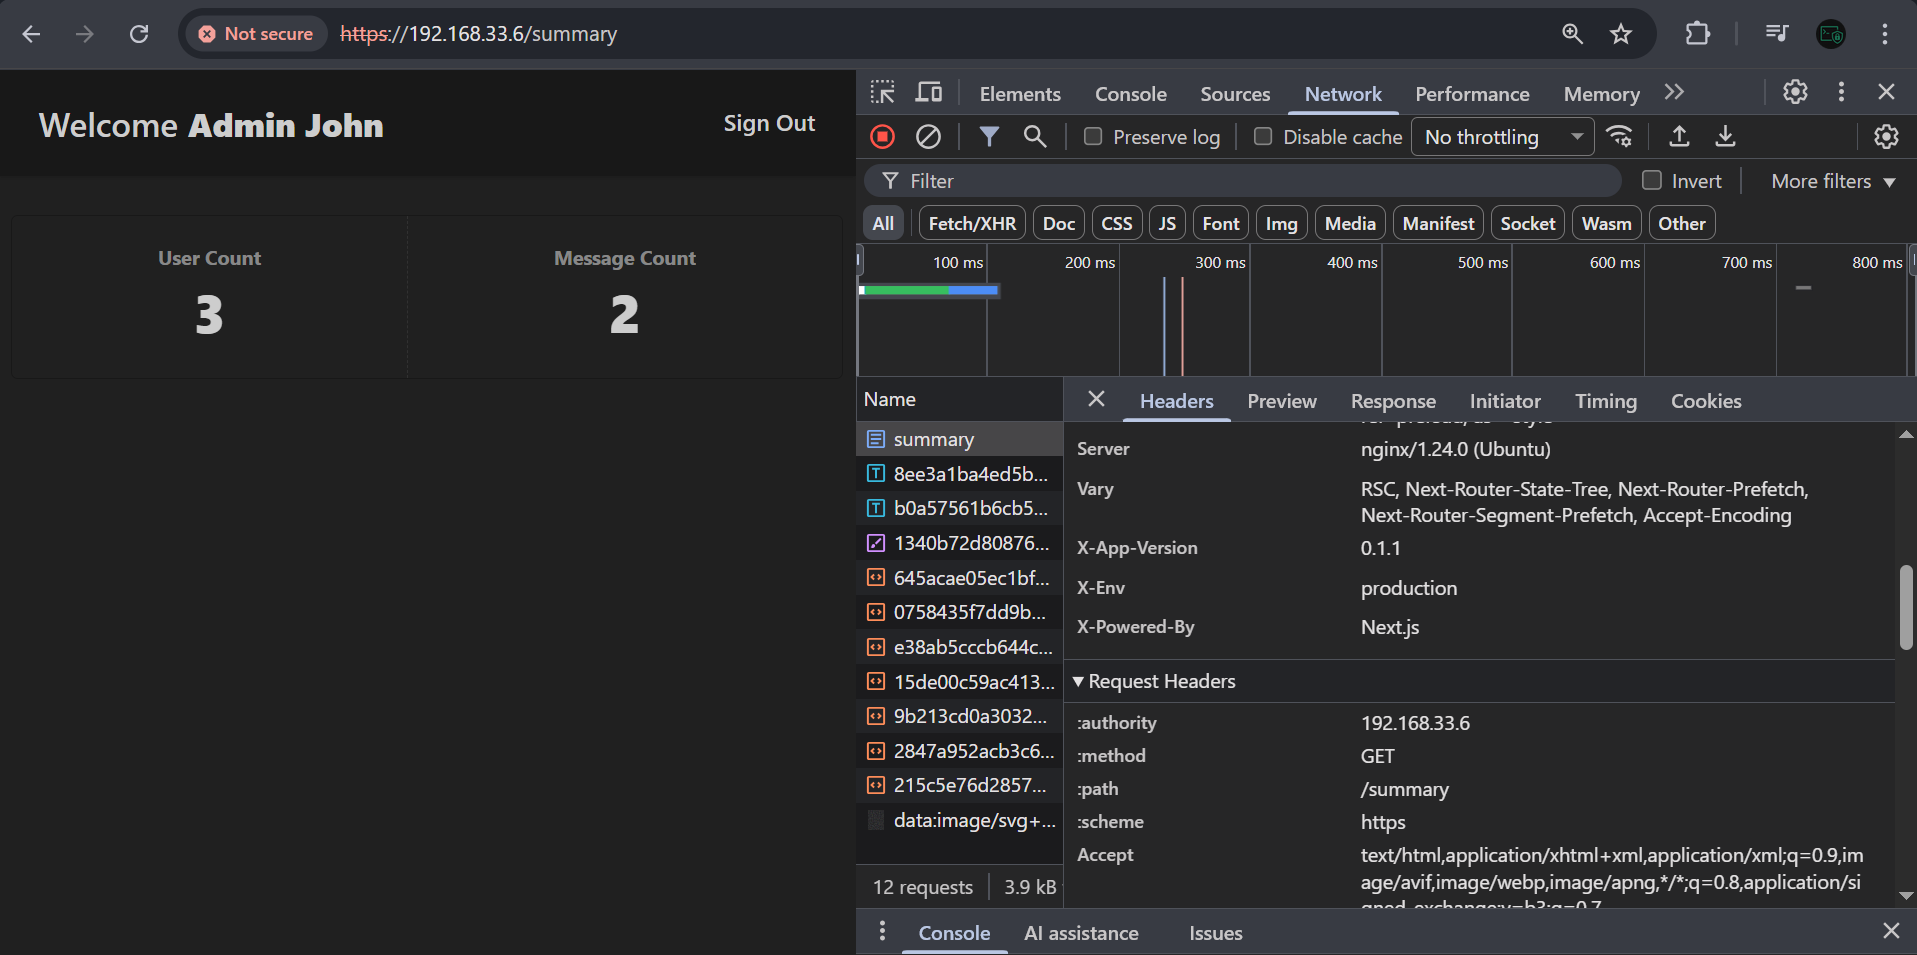 Not secure https://192.168.33.6/summary
Welcome Admin John
Sign Out
User Count
3
Message Count
2
Elements Console Sources Network Performance Memory
Preserve log Disable cache No throttling
Filter Invert More filters
All Fetch/XHR Doc CSS JS Font Img Media Manifest Socket Wasm Other
100 ms 200 ms 300 ms 400 ms 500 ms 600 ms 700 ms 800 ms
Name
summary
8ee3a1ba4ed5b...
b0a57561b6cb5...
1340b72d80876...
645acae05ec1bf...
0758435f7dd9b...
e38ab5cccb644c...
15de00c59ac413...
9b213cd0a3032...
2847a952acb3c6...
215c5e76d2857...
data:image/svg+...
12 requests 3.9 kB
Headers Preview Response Initiator Timing Cookies
Server nginx/1.24.0 (Ubuntu)
Vary RSC, Next-Router-State-Tree, Next-Router-Prefetch,
Next-Router-Segment-Prefetch, Accept-Encoding
X-App-Version 0.1.1
X-Env production
X-Powered-By Next.js
Request Headers
:authority 192.168.33.6
:method GET
:path /summary
:scheme https
Accept text/html,application/xhtml+xml,application/xml;q=0.9,im
age/avif,image/webp,image/apng,*/*;q=0.8,application/si
gned-exchange;v=b3;q=0.7
Console AI assistance Issues